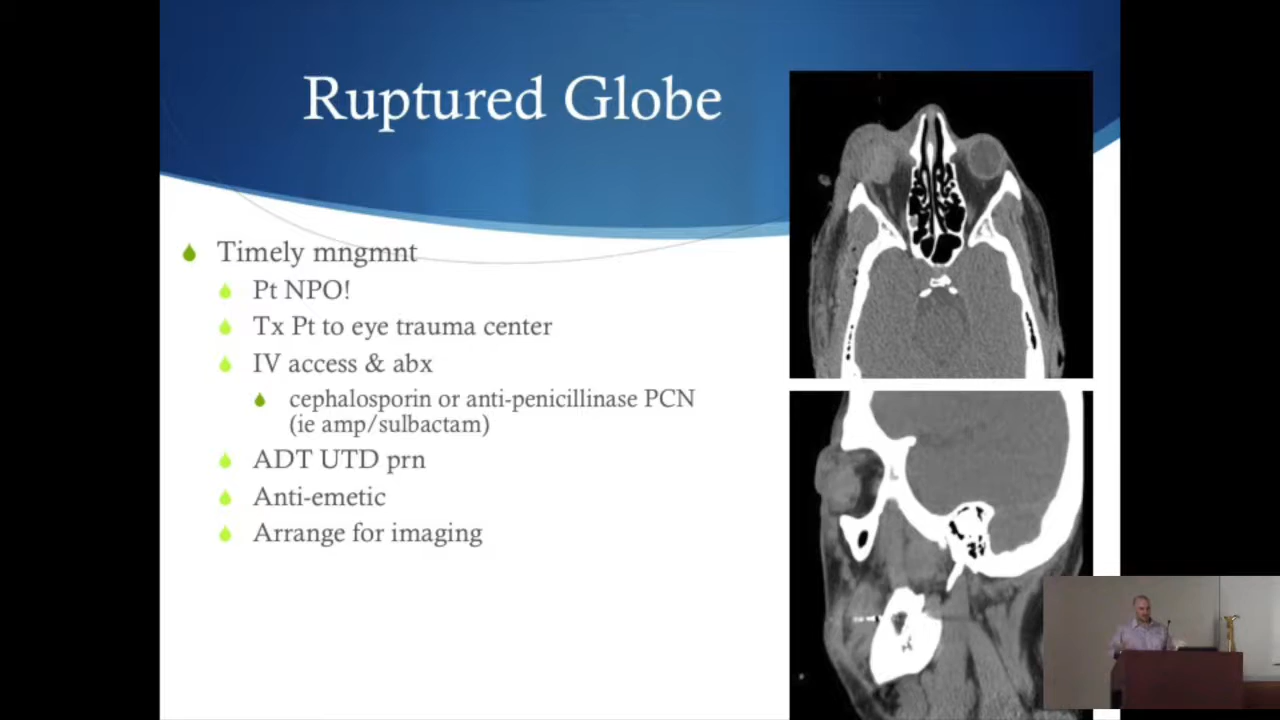 Ruptured Globe
Timely mngmnt
Pt NPO!
Tx Pt to eye trauma center
IV access & abx
cephalosporin or anti-penicillinase PCN
(ie amp/sulbactam)
ADT UTD prn
Anti-emetic
Arrange for imaging